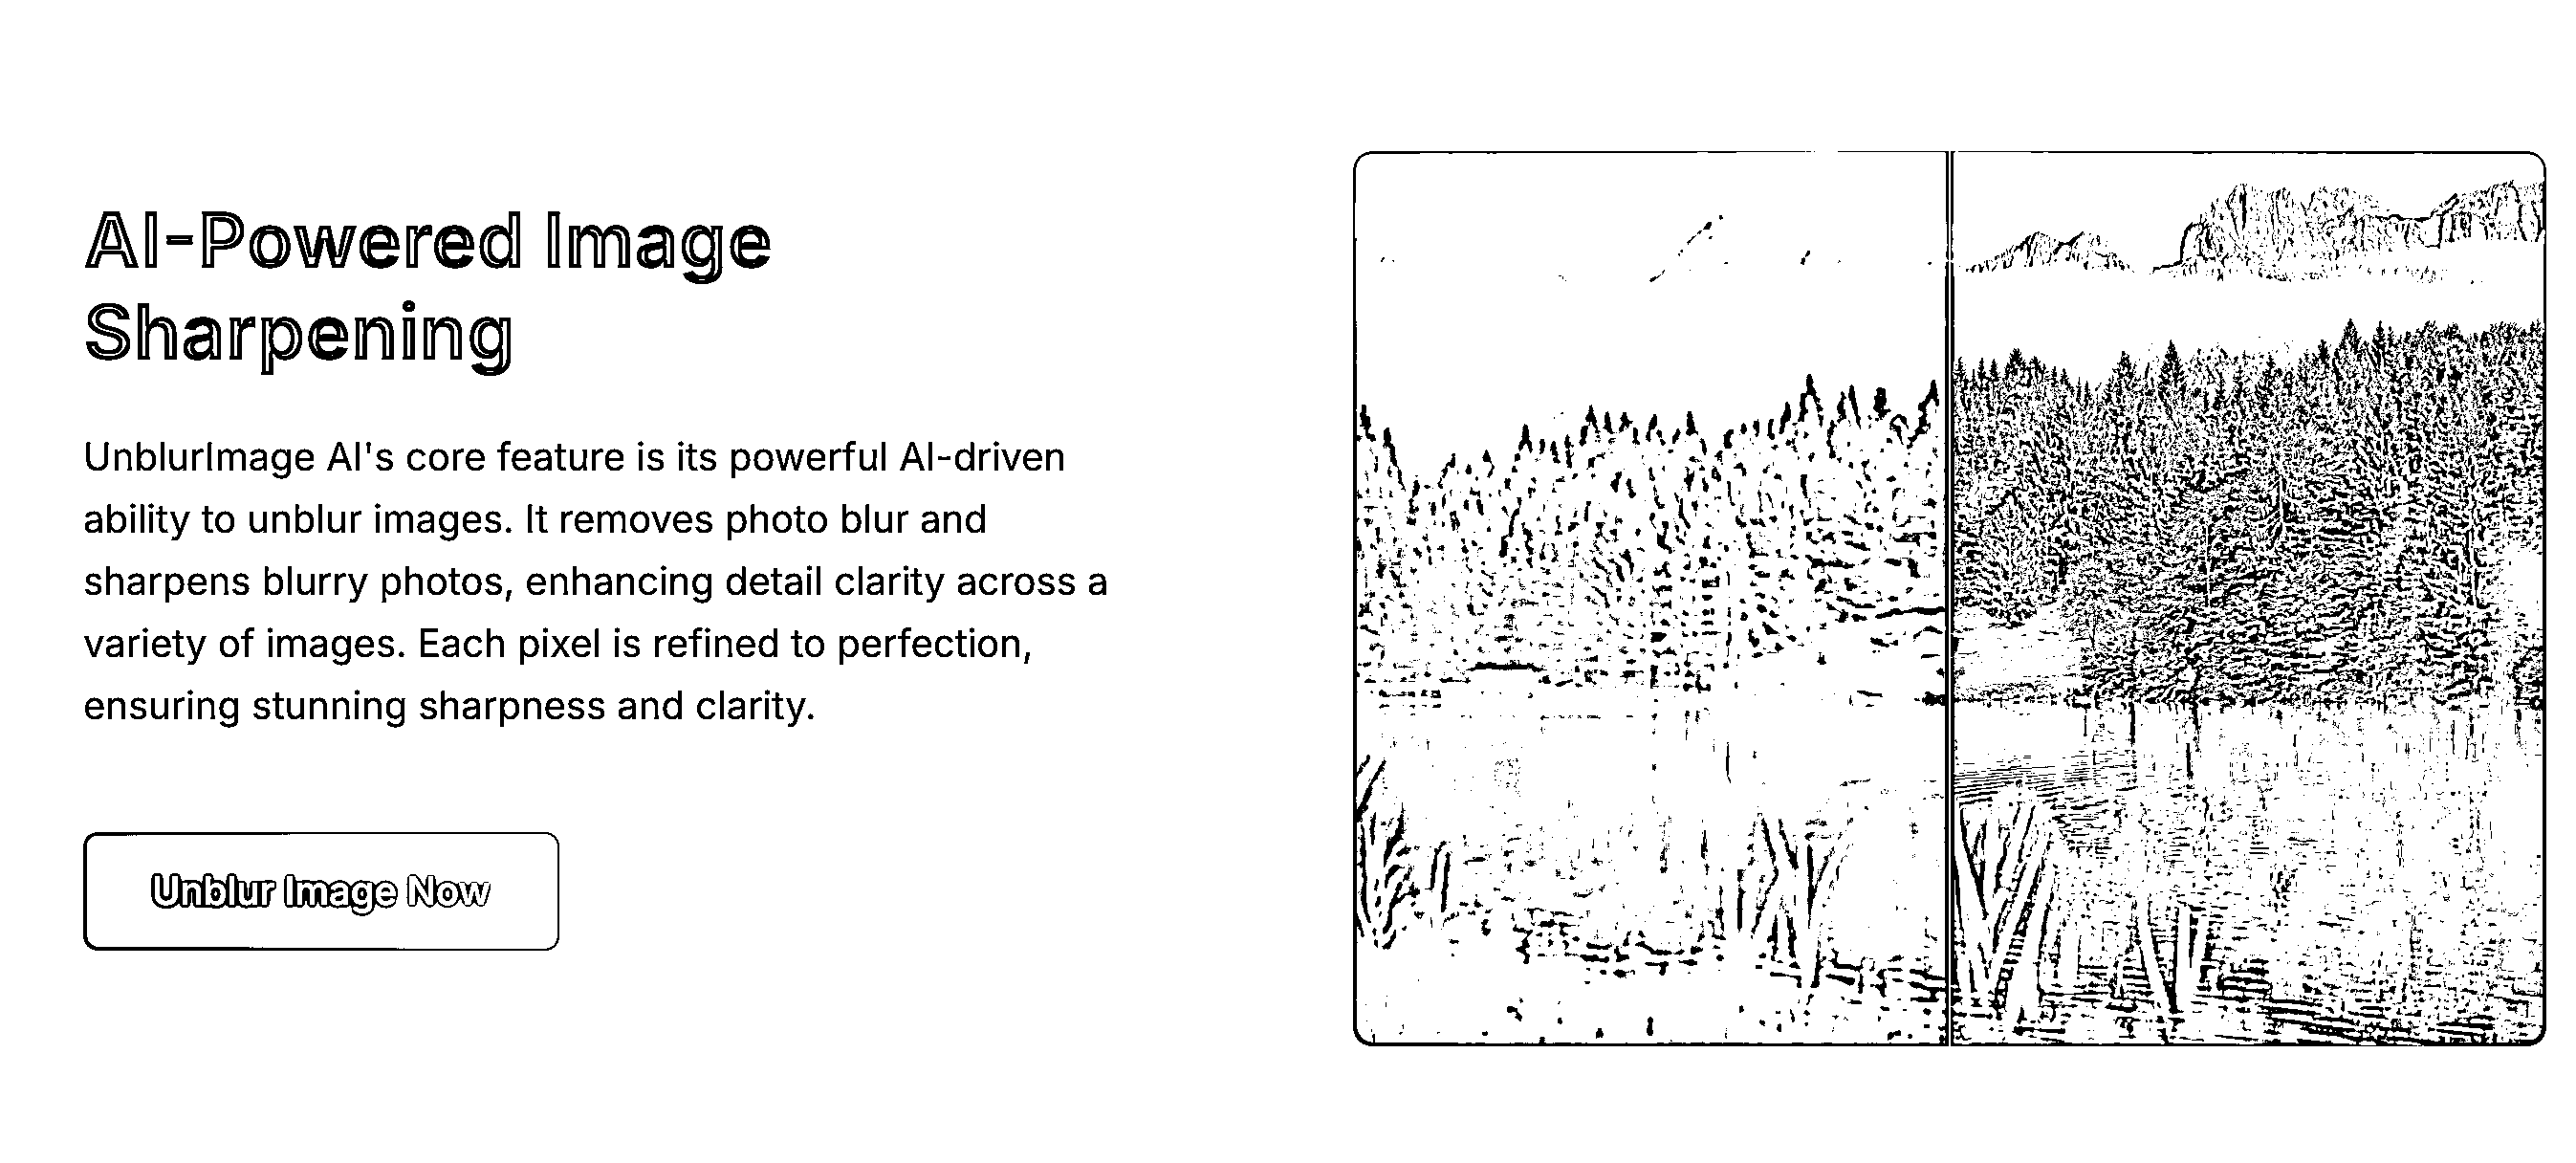 AI-Powered Image
Sharpening
UnblurImage AI's core feature is its powerful AI-driven
ability to unblur images. It removes photo blur and
sharpens blurry photos, enhancing detail clarity across a
variety of images. Each pixel is refined to perfection,
ensuring stunning sharpness and clarity.
Unblur Image Now